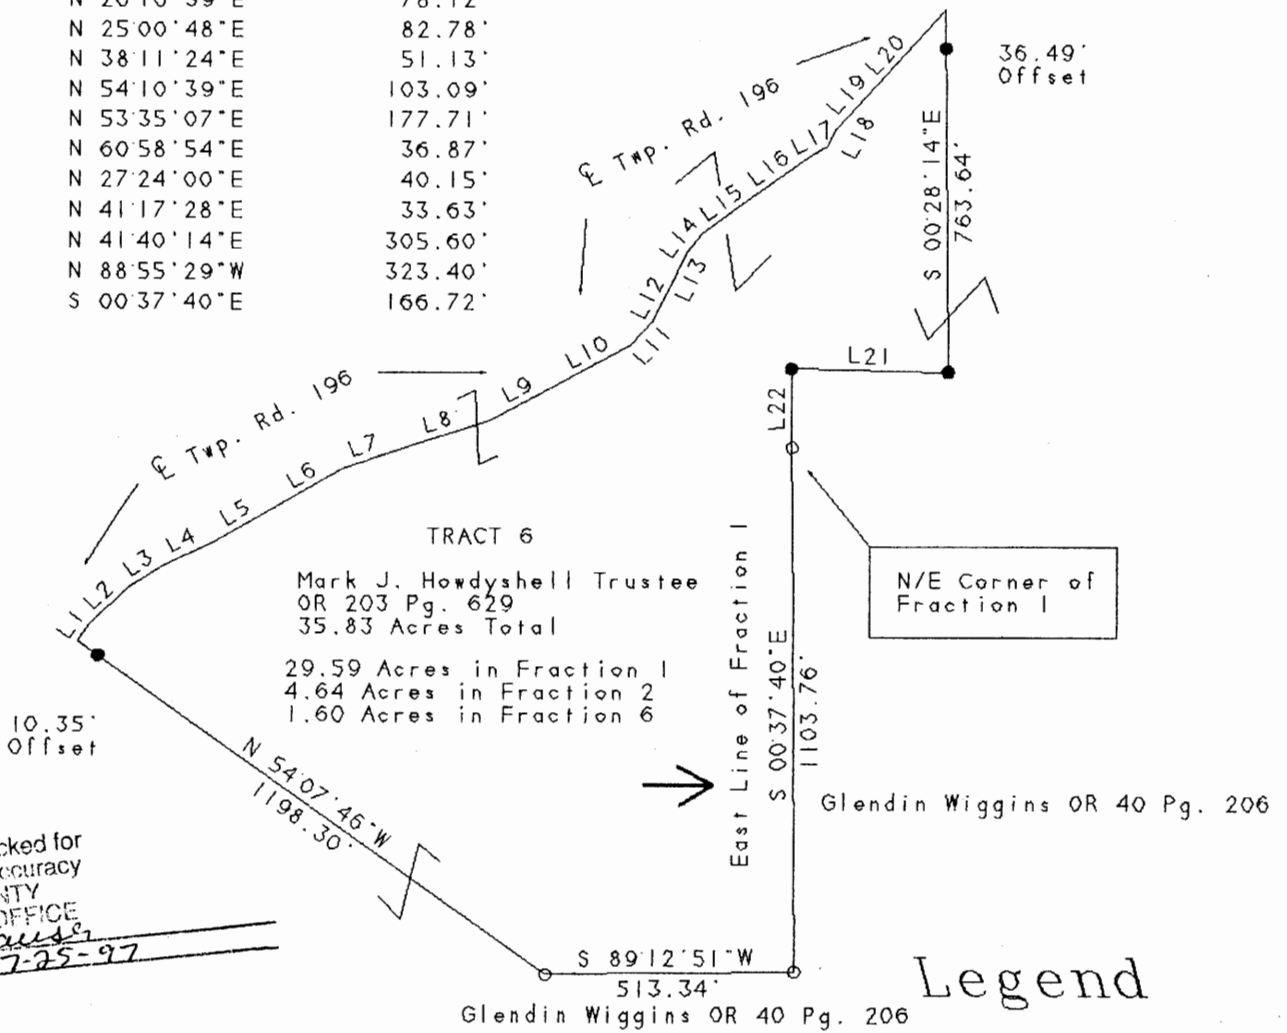 N 25°00'48"E 82.78'
N 38°11'24"E 51.13'
N 54°10'39"E 103.09'
N 53°35'07"E 177.71'
N 60°58'54"E 36.87'
N 27°24'00"E 40.15'
N 41°17'28"E 33.63'
N 41°40'14"E 305.60'
N 88°55'29"W 323.40'
S 00°37'40"E 166.72'
36.49'
Offset
℄ Twp. Rd. 196
L20
L19
L18
L17
L16
L15
L14
L13
L12
L11
S 00°28'14"E
763.64'
L21
L22
L10
L9
L8
L7
L6
L5
L4
L3
L2
L1
℄ Twp. Rd. 196
N/E Corner of
Fraction 1
TRACT 6
Mark J. Howdyshell Trustee
OR 203 Pg. 629
35.83 Acres Total
29.59 Acres in Fraction 1
4.64 Acres in Fraction 2
1.60 Acres in Fraction 6
East Line of Fraction 1
S 00°37'40"E
1103.76'
10.35'
Offset
N 54°07'46"W
1198.30'
Glendin Wiggins OR 40 Pg. 206
cked for
ccuracy
NTY
OFFICE
7-25-97
S 89°12'51"W
513.34'
Glendin Wiggins OR 40 Pg. 206
Legend